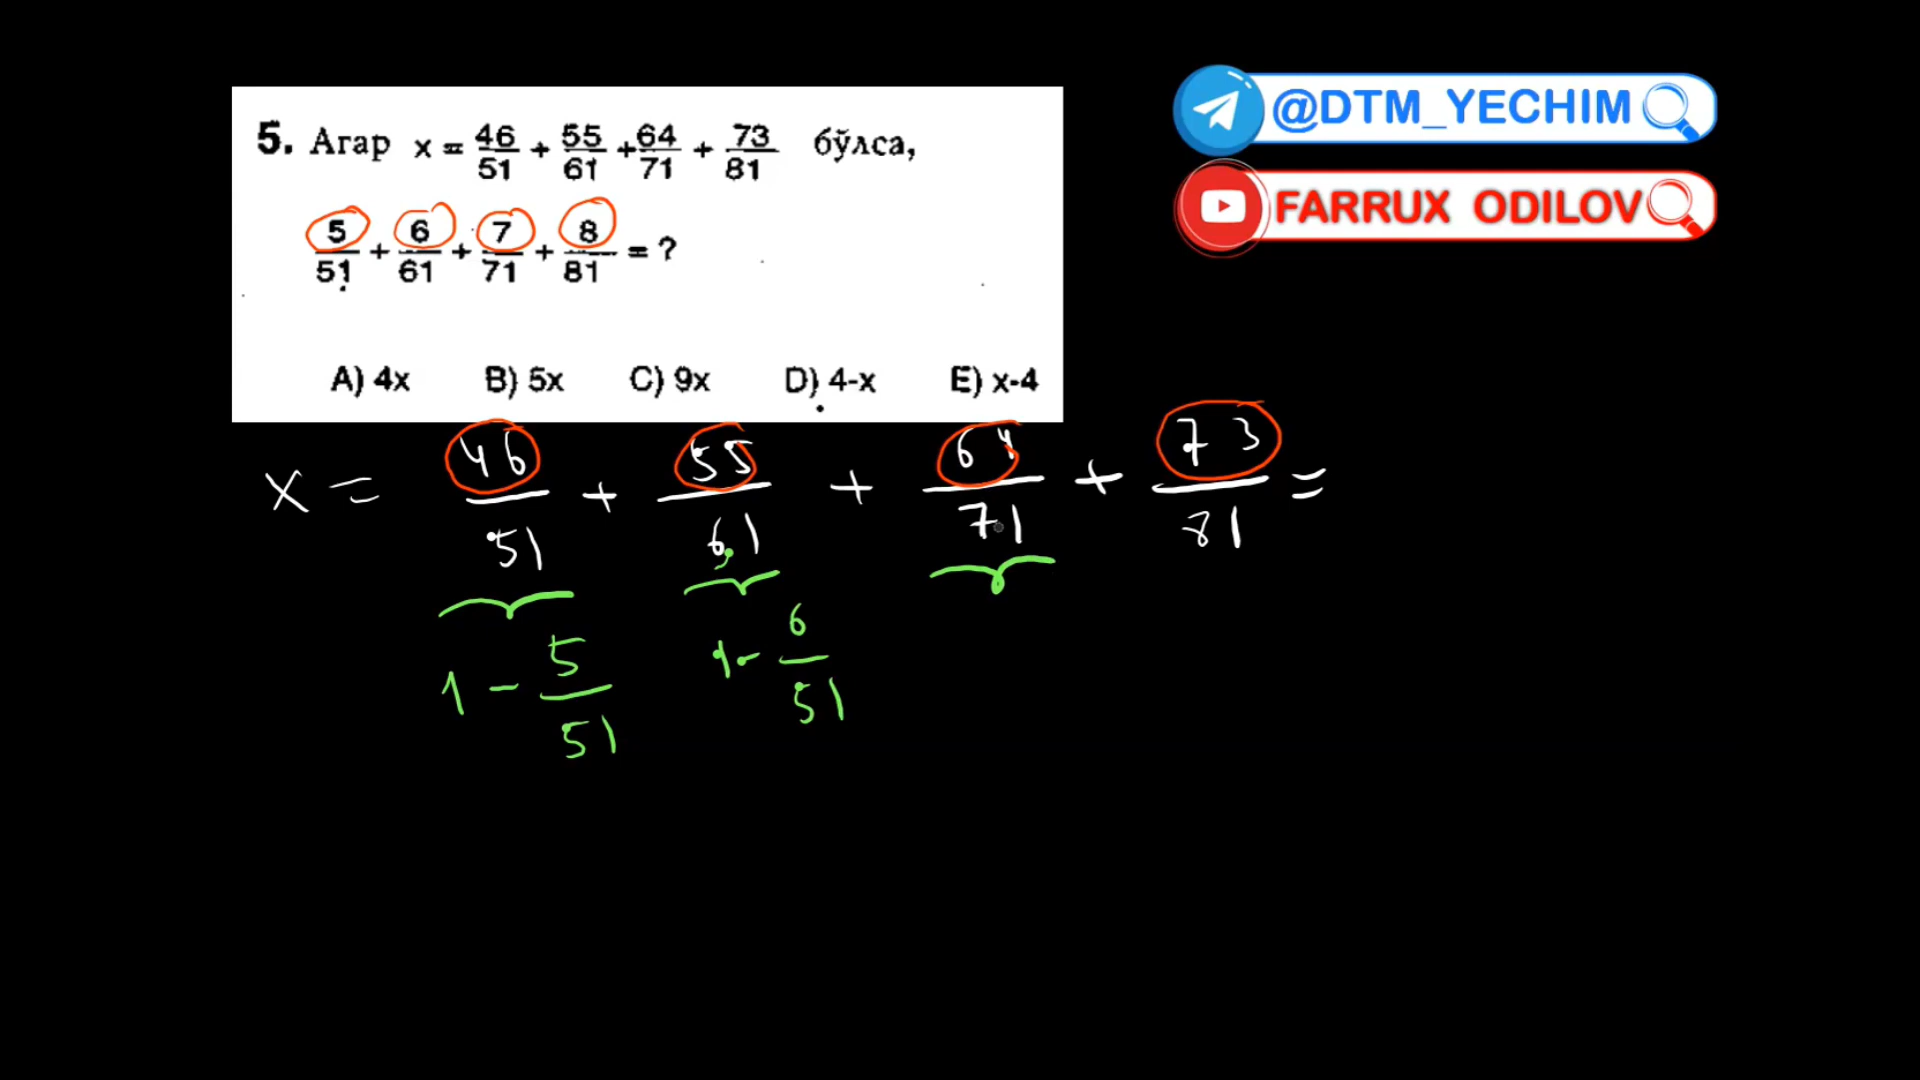 @DTM_YECHIM
FARRUX ODILOV
5. Агар x = 46/51 + 55/61 + 64/71 + 73/81 бўлса,
5/51 + 6/61 + 7/71 + 8/81 = ?
A) 4x B) 5x C) 9x D) 4-x E) x-4
x = 46/51 + 55/61 + 64/71 + 73/81 =
1 - 5/51 1 - 6/51